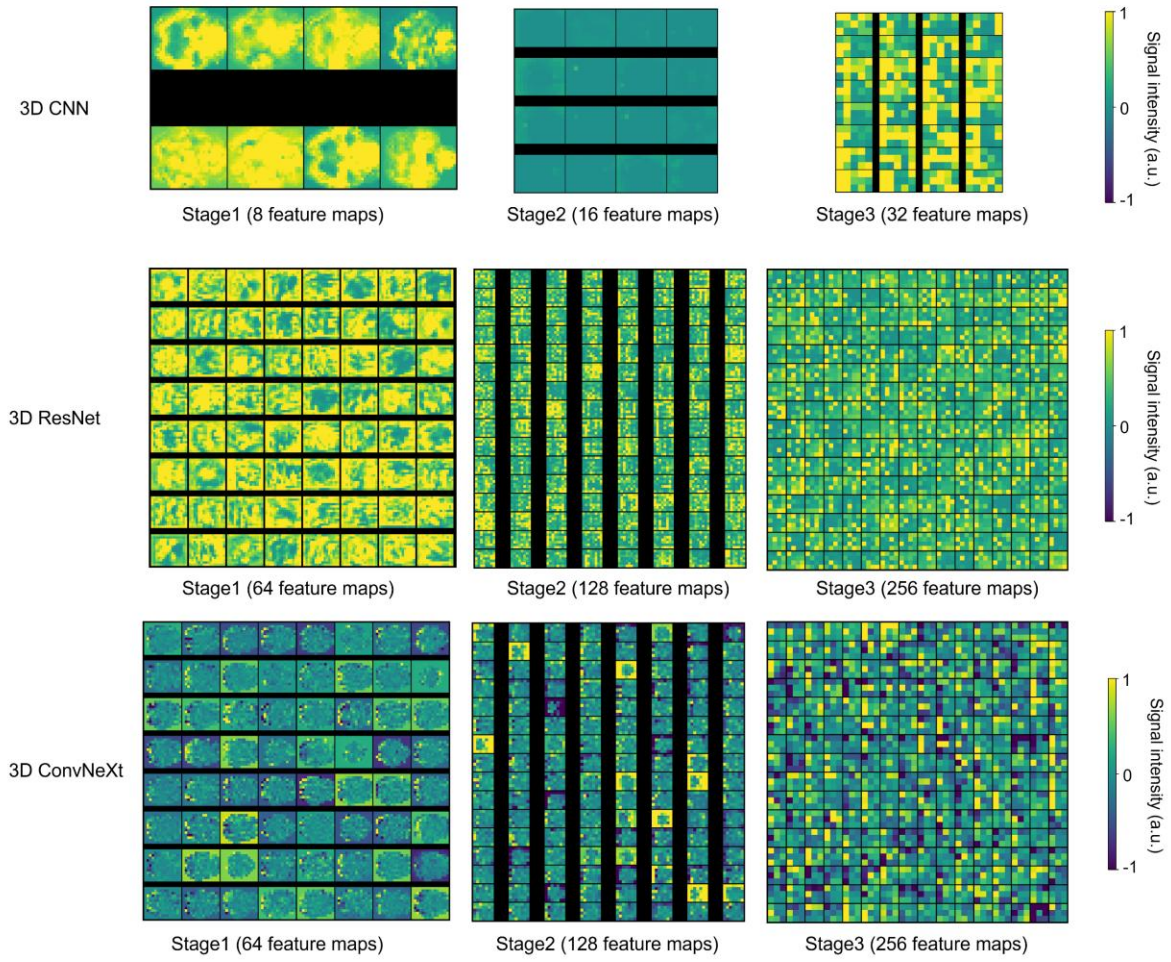 3D CNN
Stage1 (8 feature maps)
Stage2 (16 feature maps)
Stage3 (32 feature maps)
1
0
-1
Signal intensity (a.u.)
3D ResNet
Stage1 (64 feature maps)
Stage2 (128 feature maps)
Stage3 (256 feature maps)
1
0
-1
Signal intensity (a.u.)
3D ConvNeXt
Stage1 (64 feature maps)
Stage2 (128 feature maps)
Stage3 (256 feature maps)
1
0
-1
Signal intensity (a.u.)